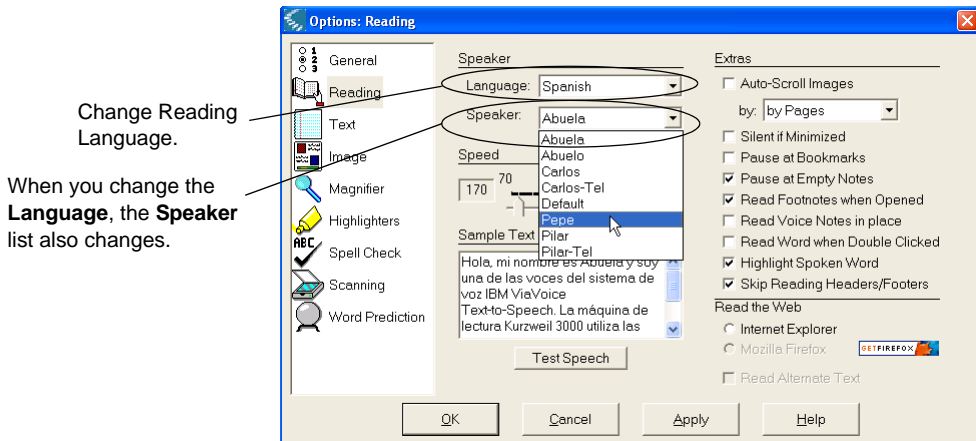 Change Reading
Language.
When you change the
Language, the Speaker
list also changes.
Options: Reading
1
2
3
General
Reading
Text
Image
Magnifier
Highlighters
ABC
Spell Check
Scanning
Word Prediction
Speaker
Language: Spanish
Speaker: Abuela
Abuela
Abuelo
Carlos
Carlos-Tel
Default
Pepe
Pilar
Pilar-Tel
Speed
170
70
Sample Text
Hola, mi nombre es Abuela y soy
una de las voces del sistema de
voz IBM ViaVoice
Text-to-Speech. La máquina de
lectura Kurzweil 3000 utiliza las
Test Speech
Extras
Auto-Scroll Images
by: by Pages
Silent if Minimized
Pause at Bookmarks
Pause at Empty Notes
Read Footnotes when Opened
Read Voice Notes in place
Read Word when Double Clicked
Highlight Spoken Word
Skip Reading Headers/Footers
Read the Web
Internet Explorer
Mozilla Firefox
GETFIREFOX
Read Alternate Text
OK
Cancel
Apply
Help